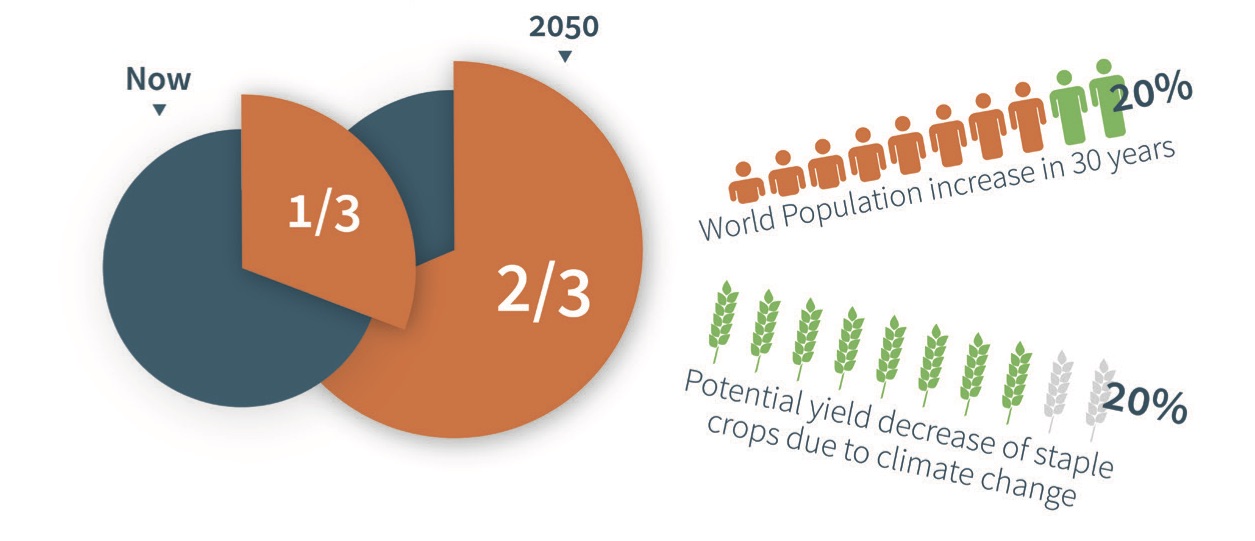 Now
1/3
2050
2/3
20%
World Population increase in 30 years
20%
Potential yield decrease of staple
crops due to climate change